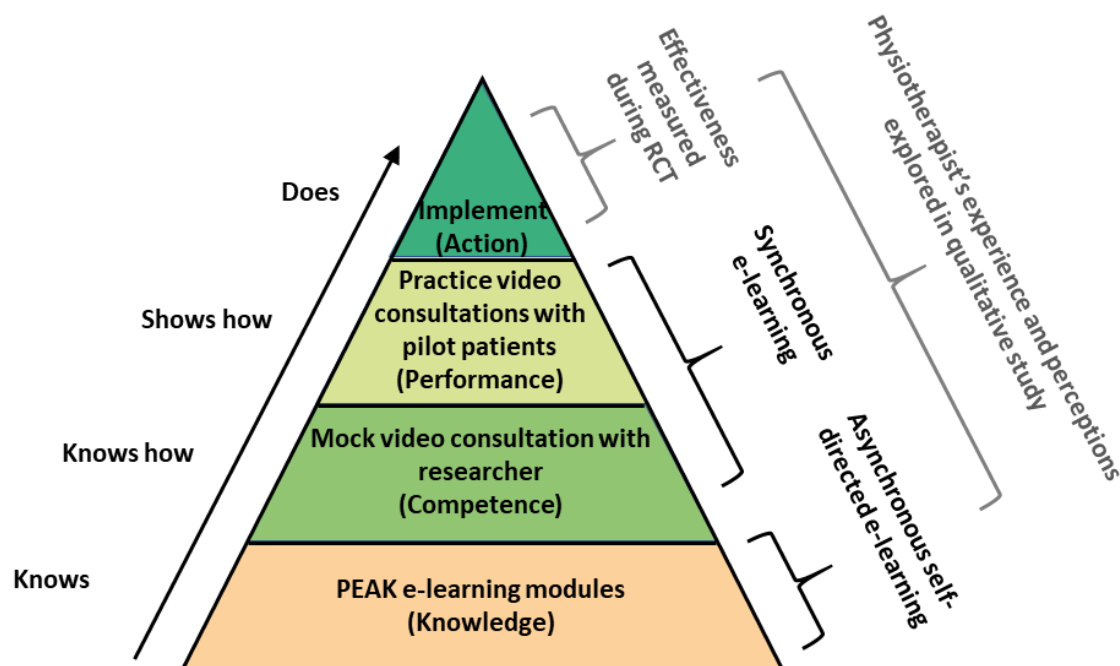 Does
Shows how
Knows how
Knows
Implement
(Action)
Practice video
consultations with
pilot patients
(Performance)
Mock video consultation with
researcher
(Competence)
PEAK e-learning modules
(Knowledge)
Effectiveness
measured
during RCT
Synchronous
e-learning
Asynchronous self-
directed e-learning
Physiotherapist’s experience and perceptions
explored in qualitative study